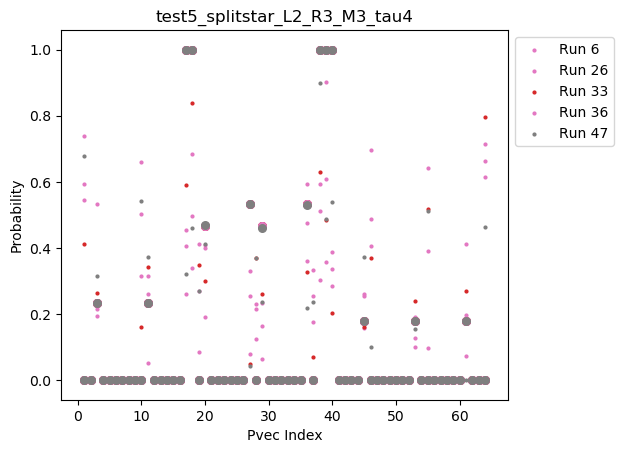 test5_splitstar_L2_R3_M3_tau4
1.0
0.8
0.6
0.4
0.2
0.0
Probability
0
10
20
30
40
50
60
Pvec Index
Run 6
Run 26
Run 33
Run 36
Run 47